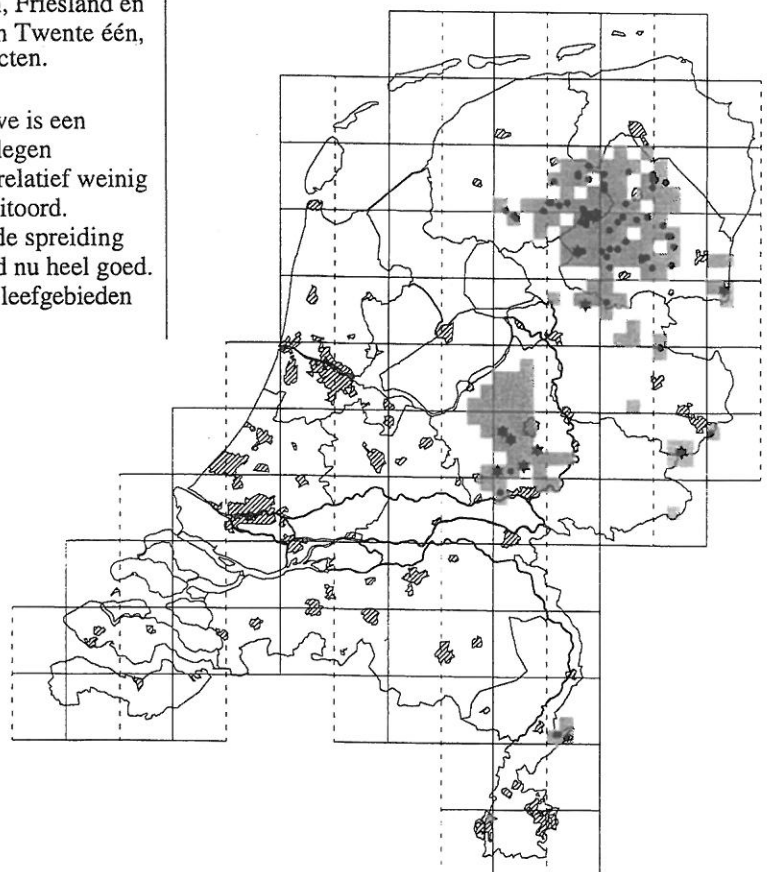 , Friesland en
Twente één,
cten.
ve is een
legen
relatief weinig
itoord.
de spreiding
d nu heel goed.
leefgebieden